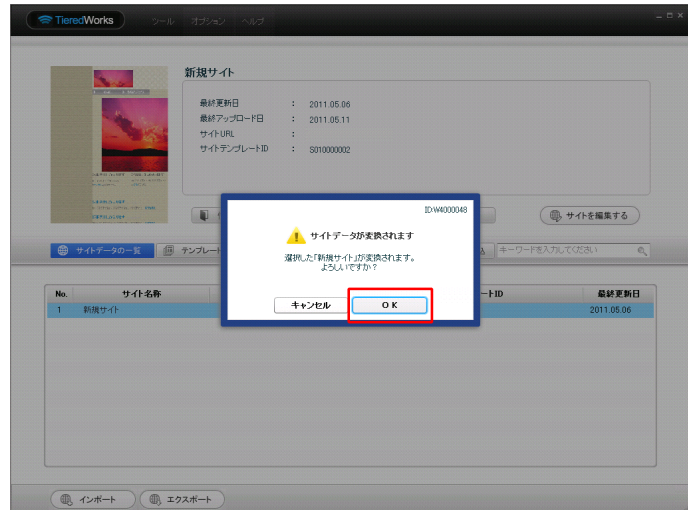 TieredWorks
ツール オプション ヘルプ
新規サイト
最終更新日 : 2011.05.06
最終アップロード日 : 2011.05.11
サイトURL :
サイトテンプレートID : S010000002
サイトを編集する
ID:W4000048
サイトデータが変換されます
選択した「新規サイト」が変換されます。
よろしいですか?
キャンセル OK
サイトデータの一覧 テンプレート
キーワードを入力してください
No. サイト名称 ートID 最終更新日
1 新規サイト 2011.05.06
インポート エクスポート